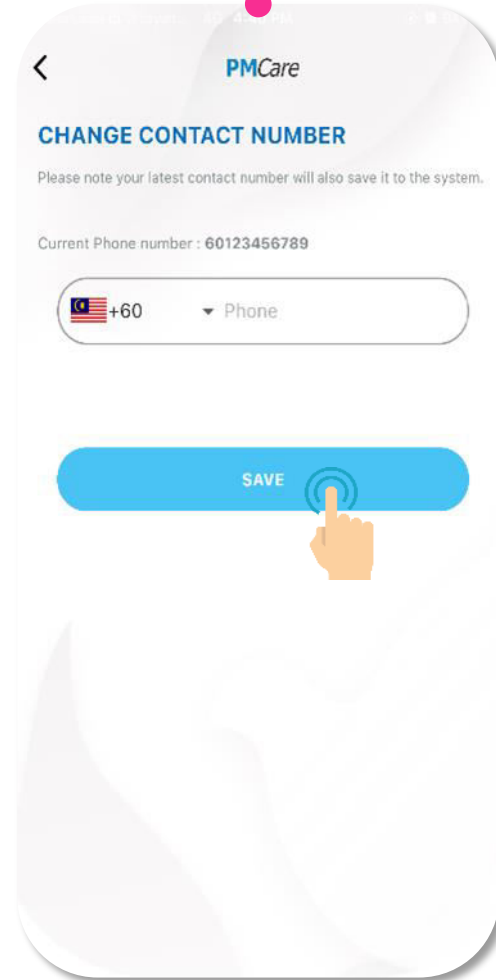 PMCare
CHANGE CONTACT NUMBER
Please note your latest contact number will also save it to the system.
Current Phone number : 60123456789
+60 Phone
SAVE